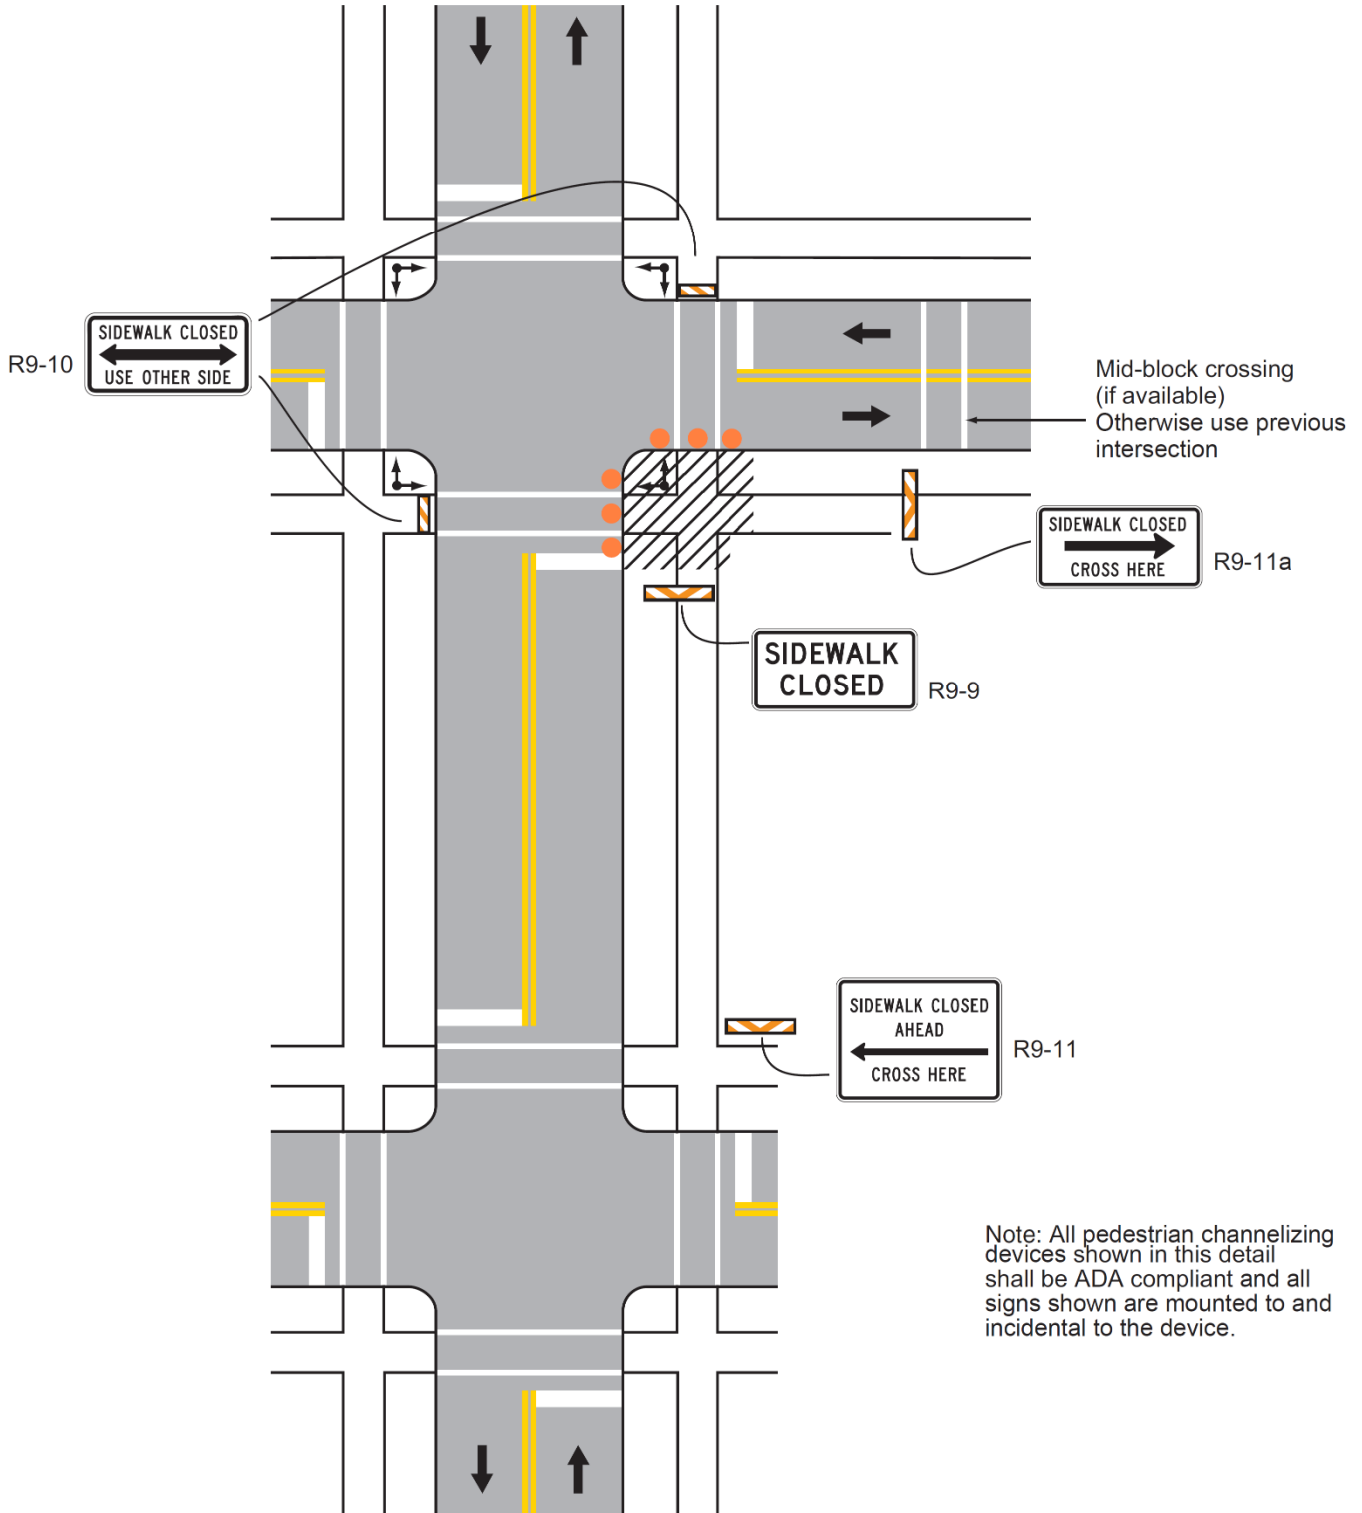 R9-10
SIDEWALK CLOSED
USE OTHER SIDE
Mid-block crossing
(if available)
Otherwise use previous
intersection
SIDEWALK CLOSED
CROSS HERE
R9-11a
SIDEWALK
CLOSED
R9-9
SIDEWALK CLOSED
AHEAD
CROSS HERE
R9-11
Note: All pedestrian channelizing
devices shown in this detail
shall be ADA compliant and all
signs shown are mounted to and
incidental to the device.